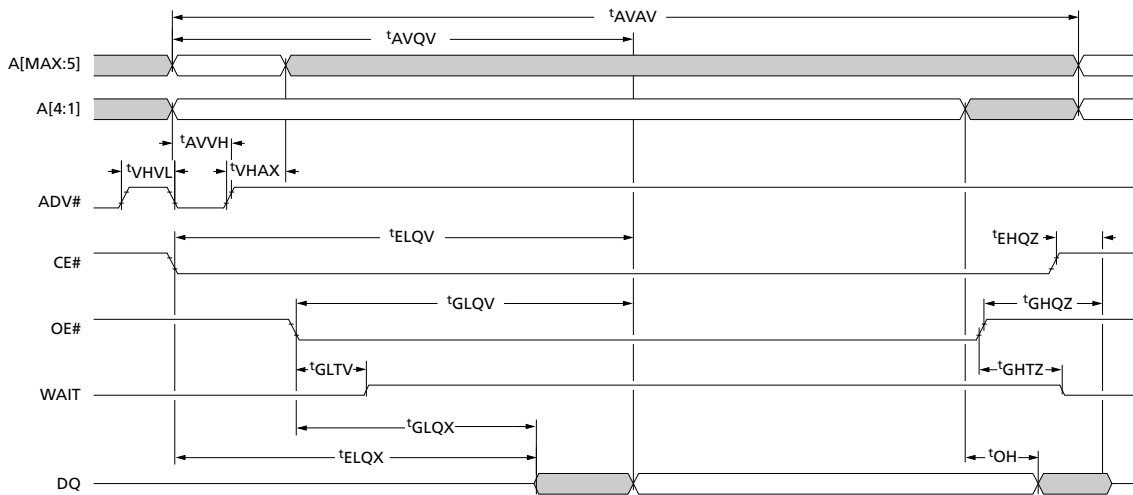 tAVAV
tAVQV
A[MAX:5]
A[4:1]
tAVVH
tVHVL
tVHAX
ADV#
tELQV
tEHQZ
CE#
tGLQV
tGHQZ
OE#
tGLTV
tGHTZ
WAIT
tGLQX
tELQX
tOH
DQ